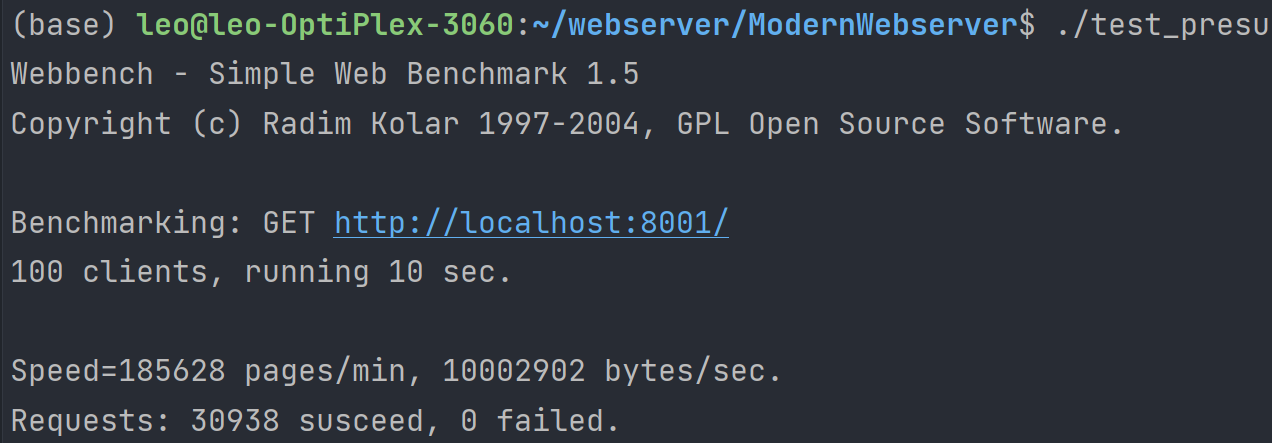 (base) leo@leo-OptiPlex-3060:~/webserver/ModernWebserver$ ./test_presu
Webbench - Simple Web Benchmark 1.5
Copyright (c) Radim Kolar 1997-2004, GPL Open Source Software.
Benchmarking: GET http://localhost:8001/
100 clients, running 10 sec.
Speed=185628 pages/min, 10002902 bytes/sec.
Requests: 30938 susceed, 0 failed.